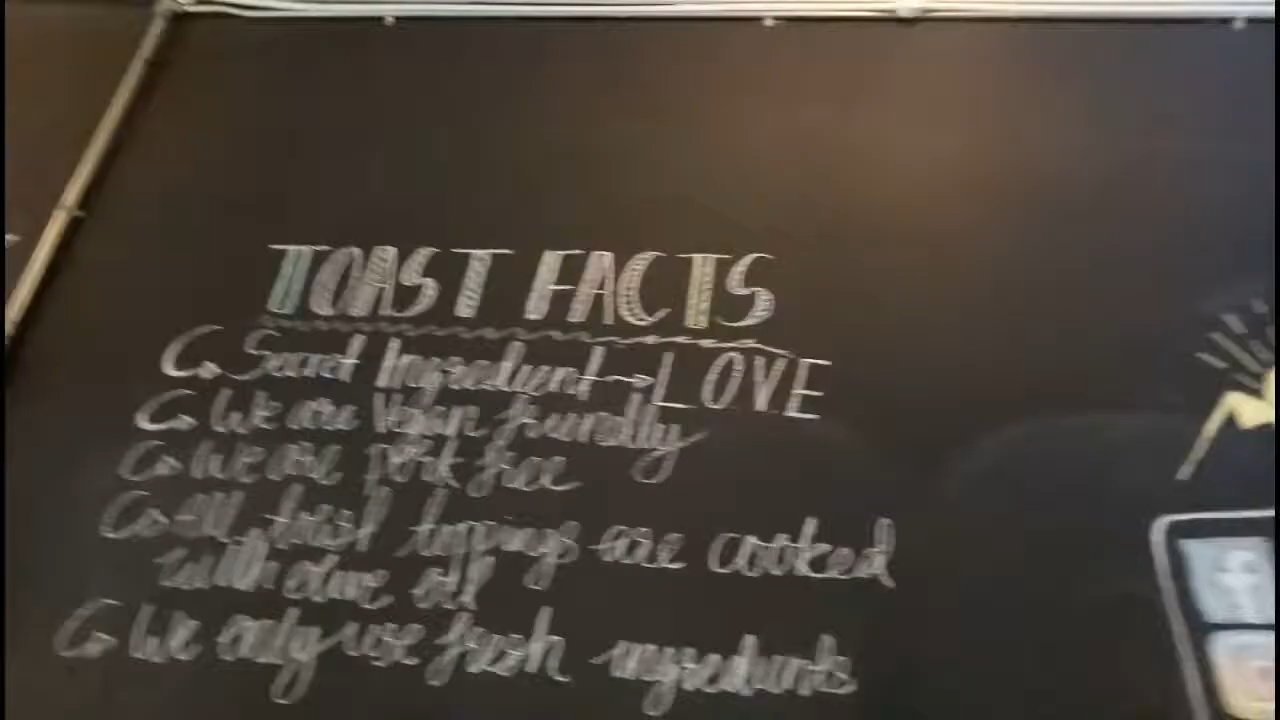 TOAST FACTS
Secret Ingredient → LOVE
We are Vegan friendly
We are pork free
All toast toppings are cooked
with olive oil
We only use fresh ingredients